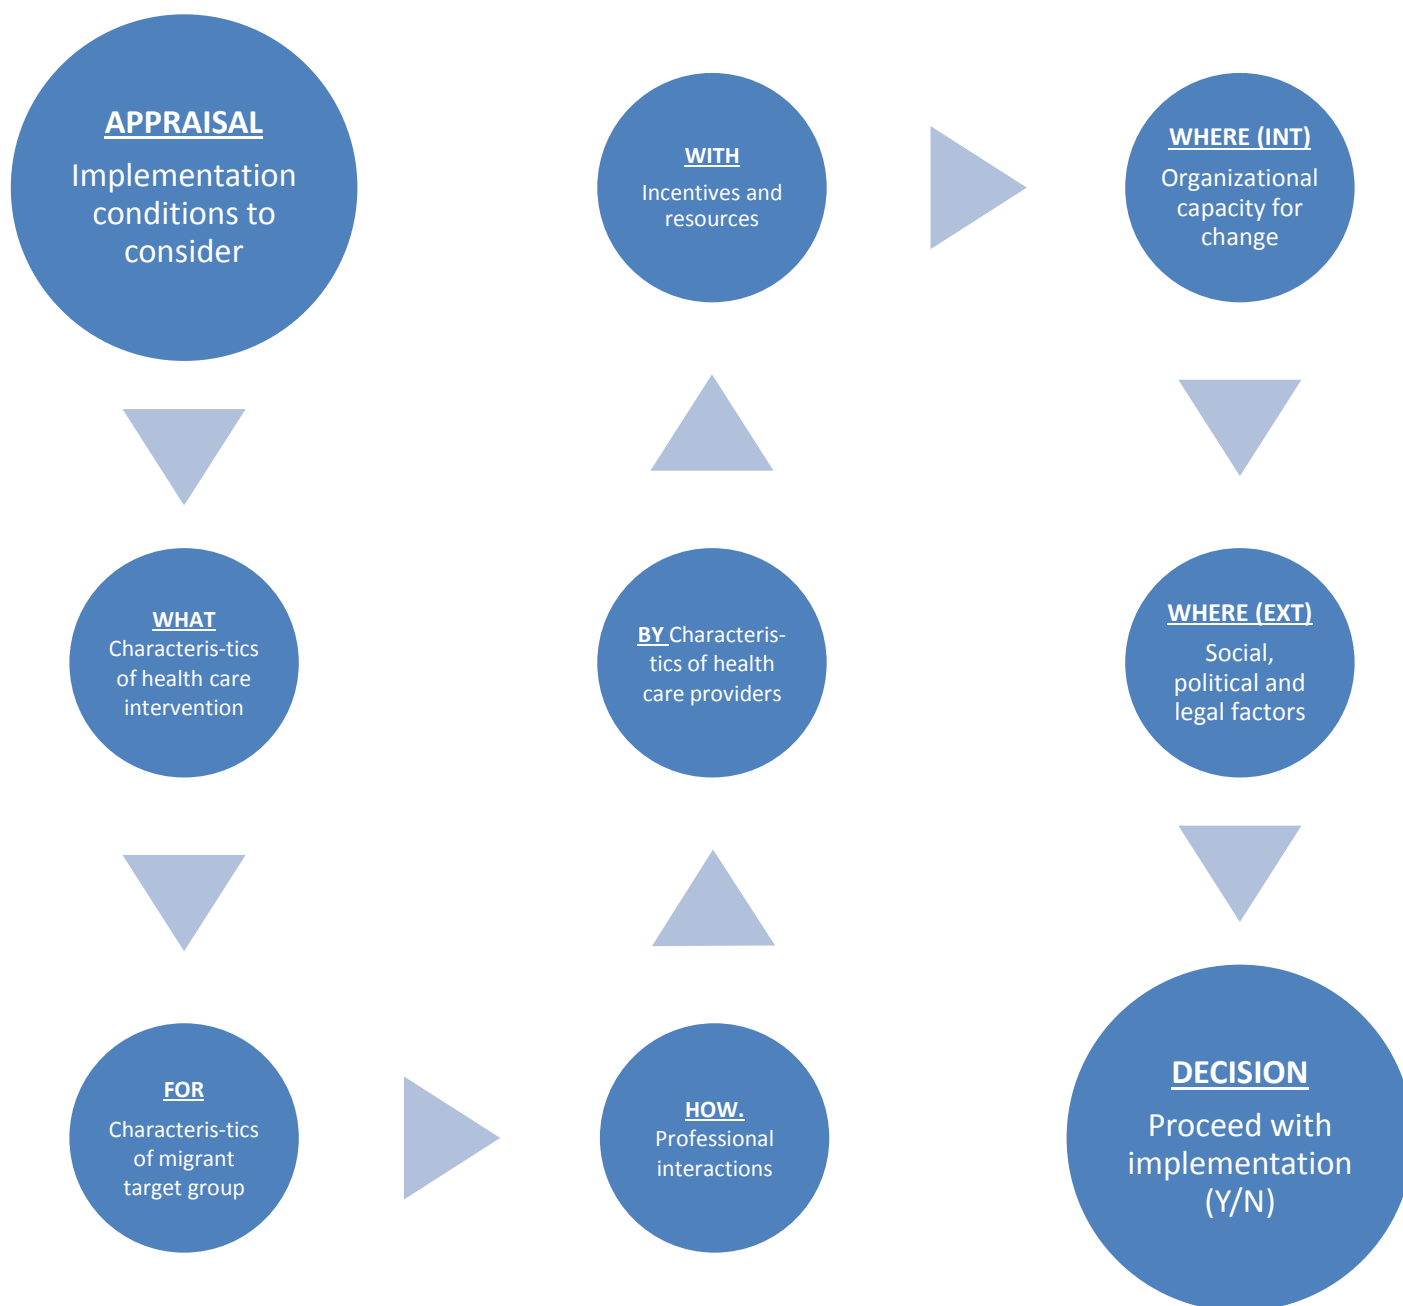 APPRAISAL
Implementation
conditions to
consider
WHAT
Characteris-tics
of health care
intervention
FOR
Characteris-tics
of migrant
target group
HOW.
Professional
interactions
BY Characteris-
tics of health
care providers
WITH
Incentives and
resources
WHERE (INT)
Organizational
capacity for
change
WHERE (EXT)
Social,
political and
legal factors
DECISION
Proceed with
implementation
(Y/N)